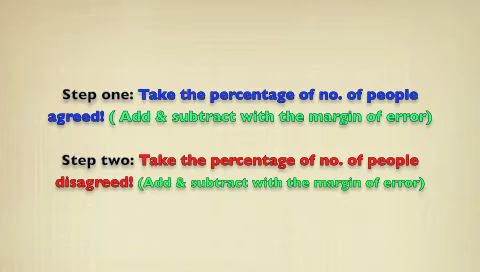 Step one: Take the percentage of no. of people
agreed! ( Add & subtract with the margin of error)
Step two: Take the percentage of no. of people
disagreed! (Add & subtract with the margin of error)